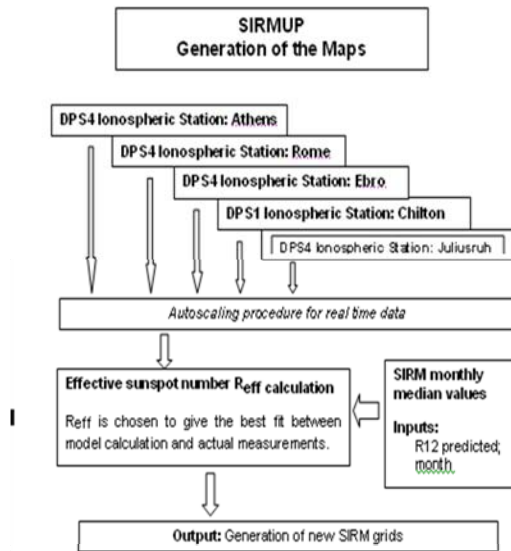 SIRMUP
Generation of the Maps
DPS4 Ionospheric Station: Athens
DPS4 Ionospheric Station: Rome
DPS4 Ionospheric Station: Ebro
DPS1 Ionospheric Station: Chilton
DPS4 Ionospheric Station: Juliusruh
Autoscaling procedure for real time data
Effective sunspot number Reff calculation
Reff is chosen to give the best fit between
model calculation and actual measurements.
SIRM monthly
median values
Inputs:
R12 predicted;
month
Output: Generation of new SIRM grids